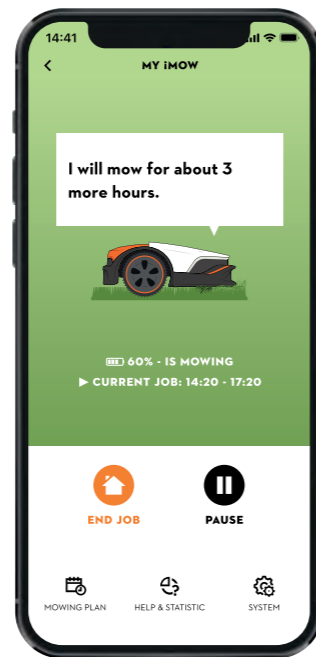 14:41
MY iMOW
I will mow for about 3
more hours.
60% - IS MOWING
CURRENT JOB: 14:20 - 17:20
END JOB
PAUSE
MOWING PLAN
HELP & STATISTIC
SYSTEM